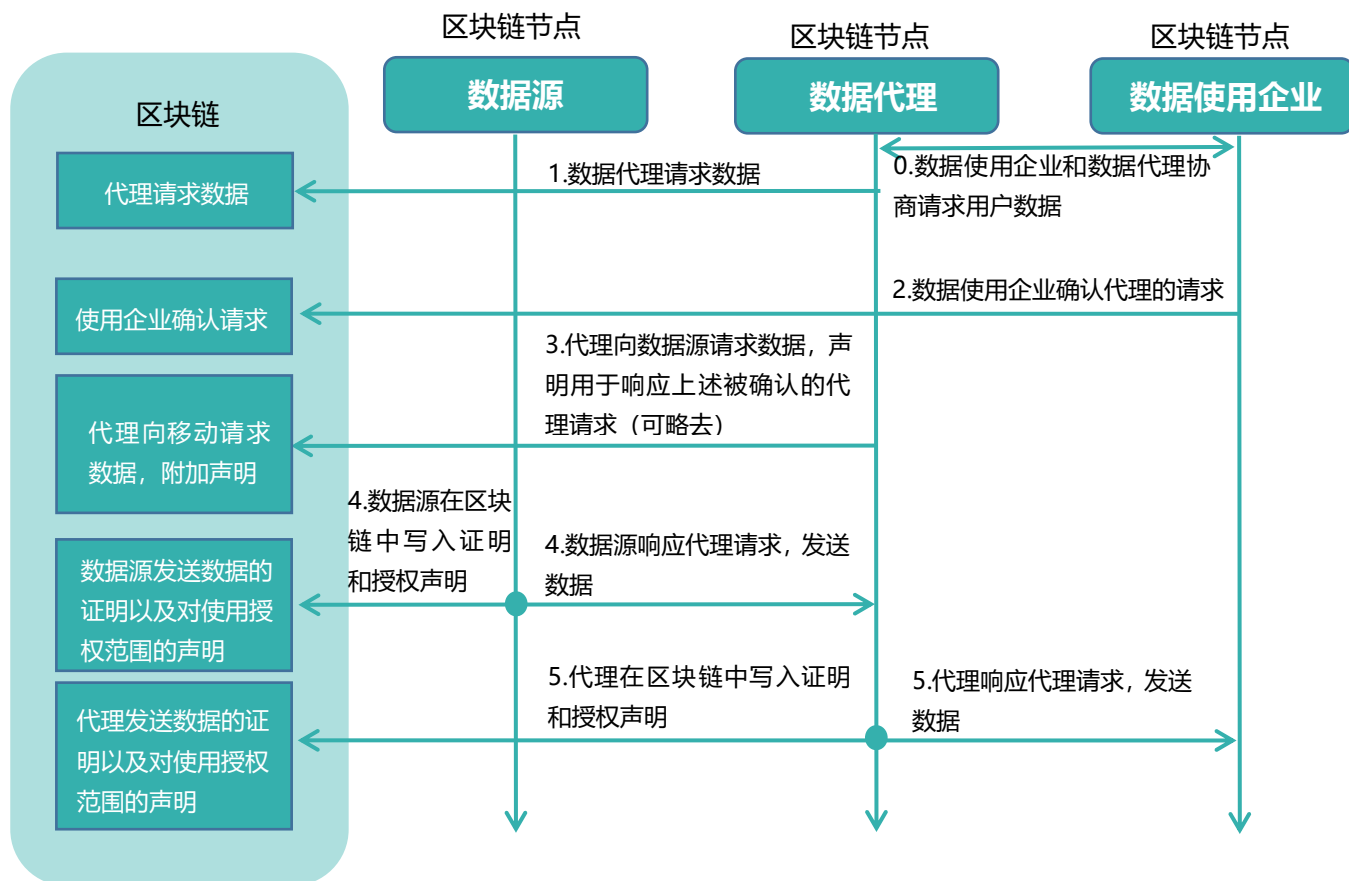 区块链节点
区块链节点
区块链节点
数据源
数据代理
数据使用企业
区块链
代理请求数据
1.数据代理请求数据
0.数据使用企业和数据代理协
商请求用户数据
使用企业确认请求
2.数据使用企业确认代理的请求
3.代理向数据源请求数据，声
明用于响应上述被确认的代
理请求（可略去）
代理向移动请求
数据，附加声明
4.数据源在区块
链中写入证明
和授权声明
4.数据源响应代理请求，发送
数据
数据源发送数据的
证明以及对使用授
权范围的声明
5.代理在区块链中写入证明
和授权声明
5.代理响应代理请求，发送
数据
代理发送数据的证
明以及对使用授权
范围的声明